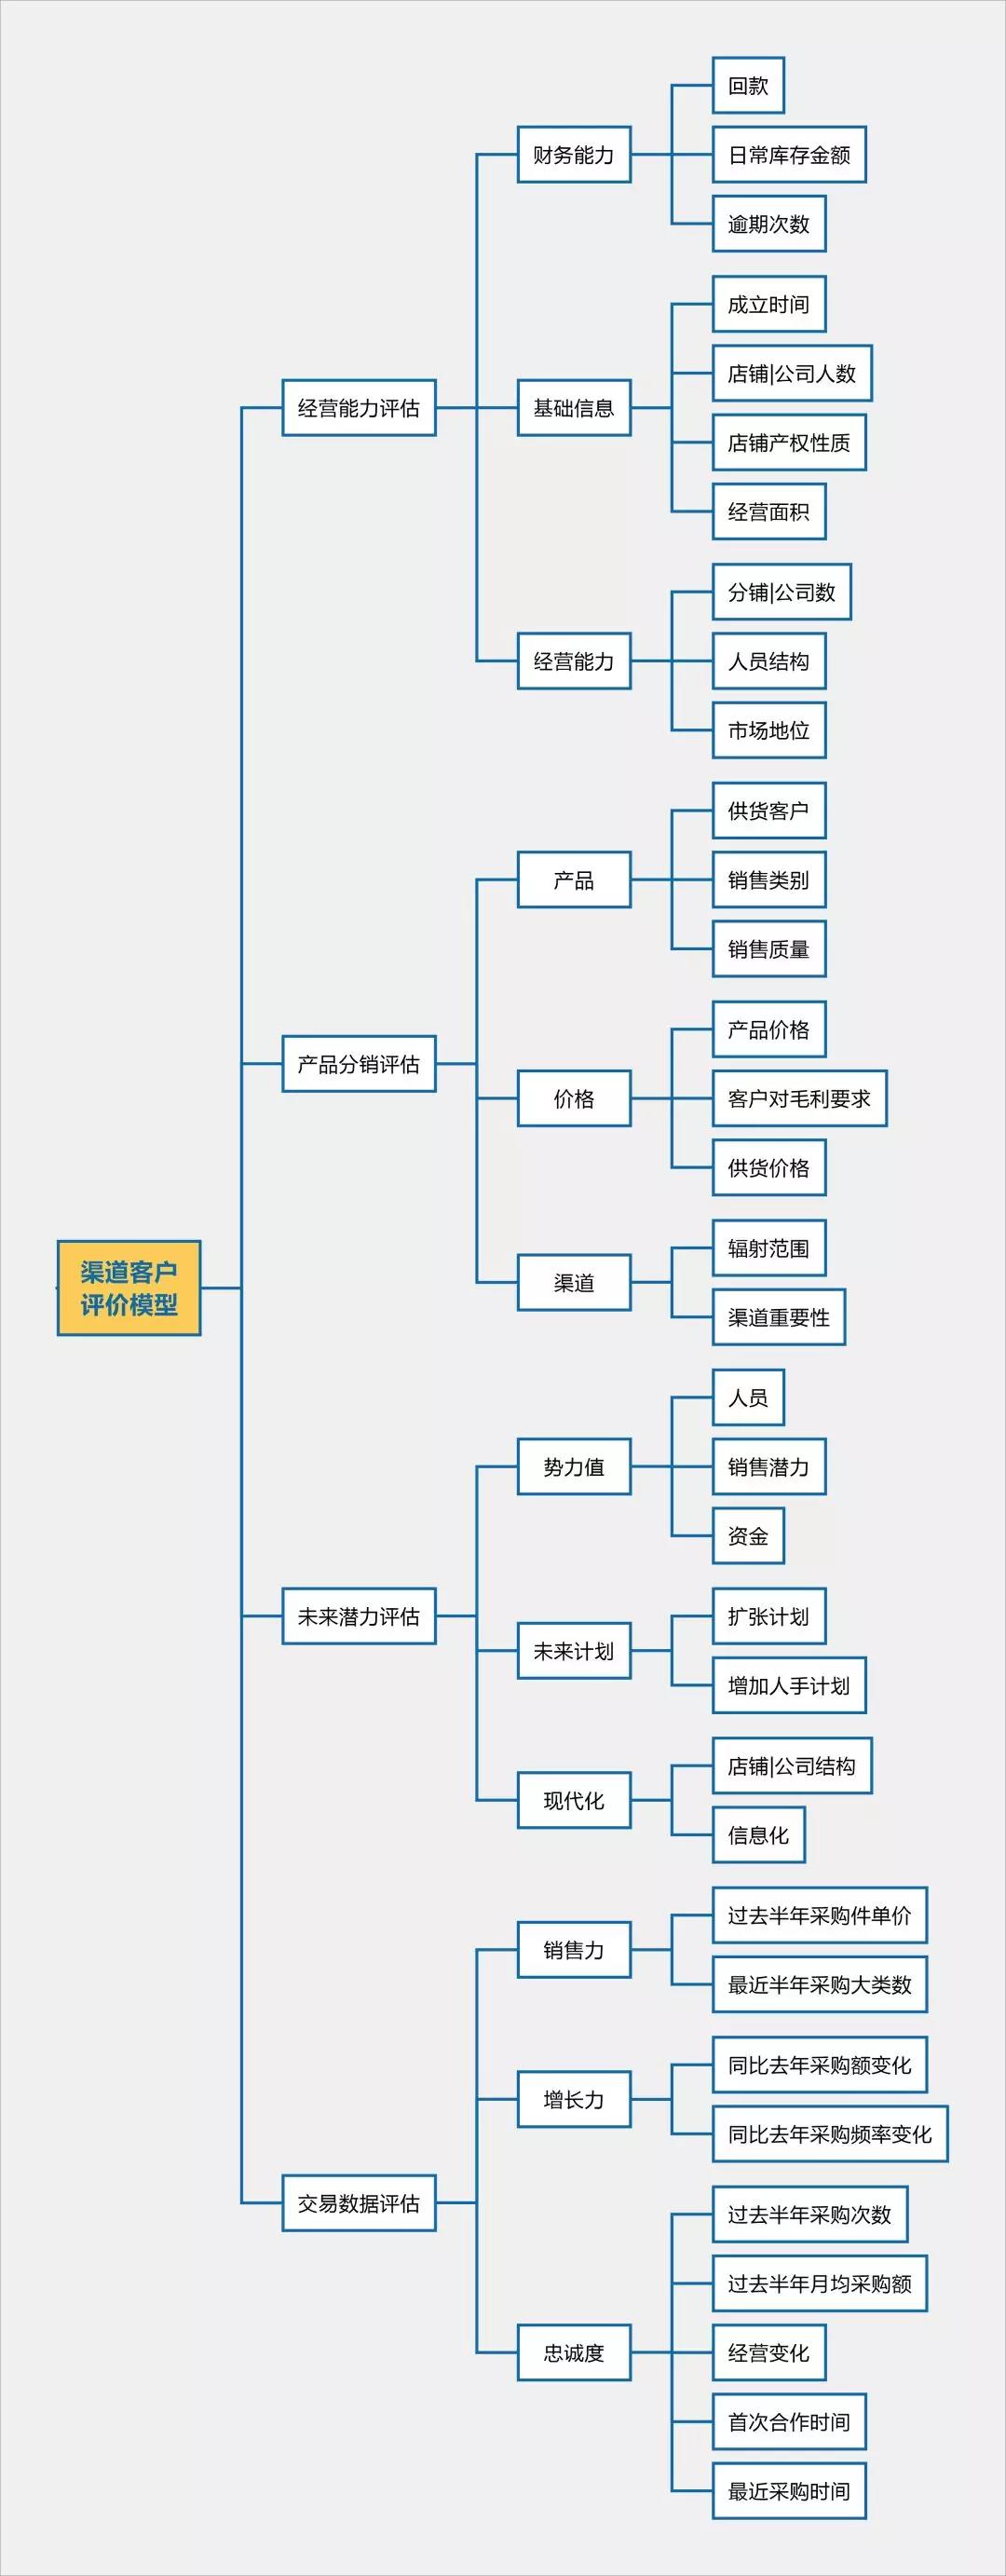 渠道客户
评价模型
经营能力评估
财务能力
回款
日常库存金额
逾期次数
基础信息
成立时间
店铺|公司人数
店铺产权性质
经营面积
经营能力
分铺|公司数
人员结构
市场地位
产品分销评估
产品
供货客户
销售类别
销售质量
价格
产品价格
客户对毛利要求
供货价格
渠道
辐射范围
渠道重要性
未来潜力评估
势力值
人员
销售潜力
资金
未来计划
扩张计划
增加人手计划
现代化
店铺|公司结构
信息化
交易数据评估
销售力
过去半年采购件单价
最近半年采购大类数
增长力
同比去年采购额变化
同比去年采购频率变化
忠诚度
过去半年采购次数
过去半年月均采购额
经营变化
首次合作时间
最近采购时间